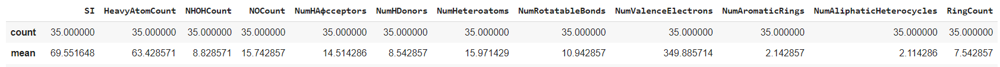 SI HeavyAtomCount NHOHCount NOCount NumHAфcceptors NumHDonors NumHeteroatoms NumRotatableBonds NumValenceElectrons NumAromaticRings NumAliphaticHeterocycles RingCount
count 35.000000 35.000000 35.000000 35.000000 35.000000 35.000000 35.000000 35.000000 35.000000 35.000000 35.000000 35.000000
mean 69.551648 63.428571 8.828571 15.742857 14.514286 8.542857 15.971429 10.942857 349.885714 2.142857 2.114286 7.542857